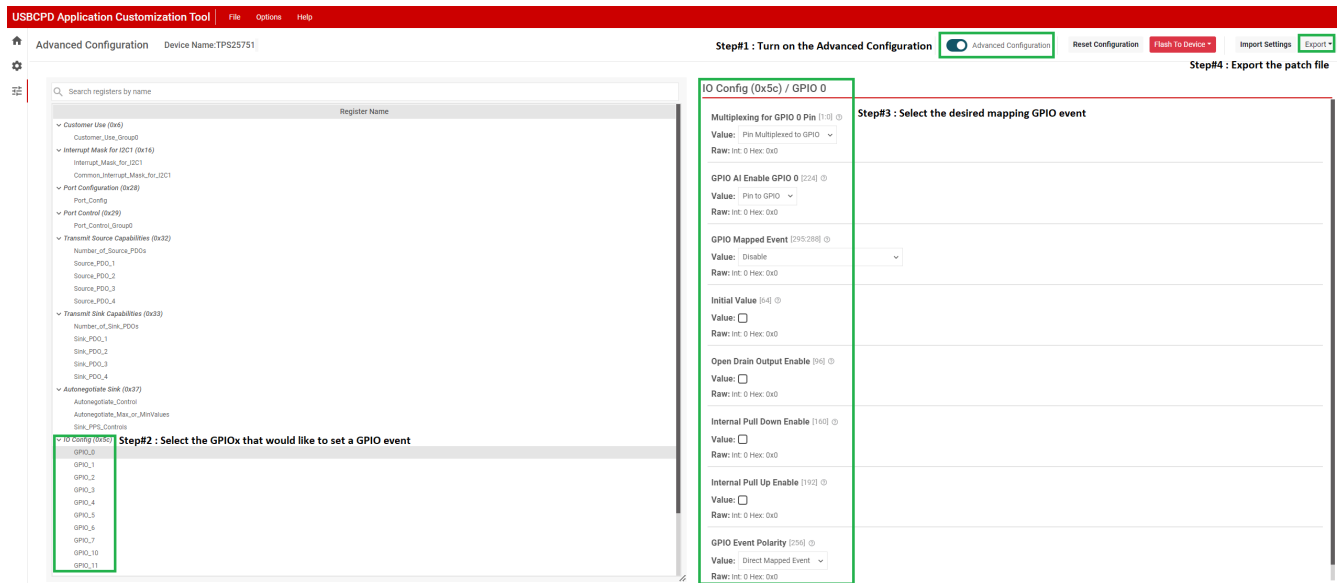 USBCPD Application Customization Tool File Options Help
Advanced Configuration Device Name:TPS25751 Step#1 : Turn on the Advanced Configuration Advanced Configuration Reset Configuration Flash To Device Import Settings Export
Step#4 : Export the patch file
Search registers by name
Register Name
Customer Use (0x6)
Customer_Use_Group0
Interrupt Mask for I2C1 (0x16)
Interrupt_Mask_for_I2C1
Common_Interrupt_Mask_for_I2C1
Port Configuration (0x28)
Port_Config
Port Control (0x29)
Port_Control_Group0
Transmit Source Capabilities (0x32)
Number_of_Source_PDOs
Source_PDO_1
Source_PDO_2
Source_PDO_3
Source_PDO_4
Transmit Sink Capabilities (0x33)
Number_of_Sink_PDOs
Sink_PDO_1
Sink_PDO_2
Sink_PDO_3
Sink_PDO_4
Autonegotiate Sink (0x37)
Autonegotiate_Control
Autonegotiate_Max_or_MinValues
Sink_PPS_Controls
IO Config (0x5c) Step#2 : Select the GPIOx that would like to set a GPIO event
GPIO_0
GPIO_1
GPIO_2
GPIO_3
GPIO_4
GPIO_5
GPIO_6
GPIO_7
GPIO_10
GPIO_11
IO Config (0x5c) / GPIO 0
Step#3 : Select the desired mapping GPIO event
Multiplexing for GPIO 0 Pin [1:0]
Value: Pin Multiplexed to GPIO
Raw: Int: 0 Hex: 0x0
GPIO AI Enable GPIO 0 [224]
Value: Pin to GPIO
Raw: Int: 0 Hex: 0x0
GPIO Mapped Event [295:288]
Value: Disable
Raw: Int: 0 Hex: 0x0
Initial Value [64]
Value:
Raw: Int: 0 Hex: 0x0
Open Drain Output Enable [96]
Value:
Raw: Int: 0 Hex: 0x0
Internal Pull Down Enable [160]
Value:
Raw: Int: 0 Hex: 0x0
Internal Pull Up Enable [192]
Value:
Raw: Int: 0 Hex: 0x0
GPIO Event Polarity [256]
Value: Direct Mapped Event
Raw: Int: 0 Hex: 0x0